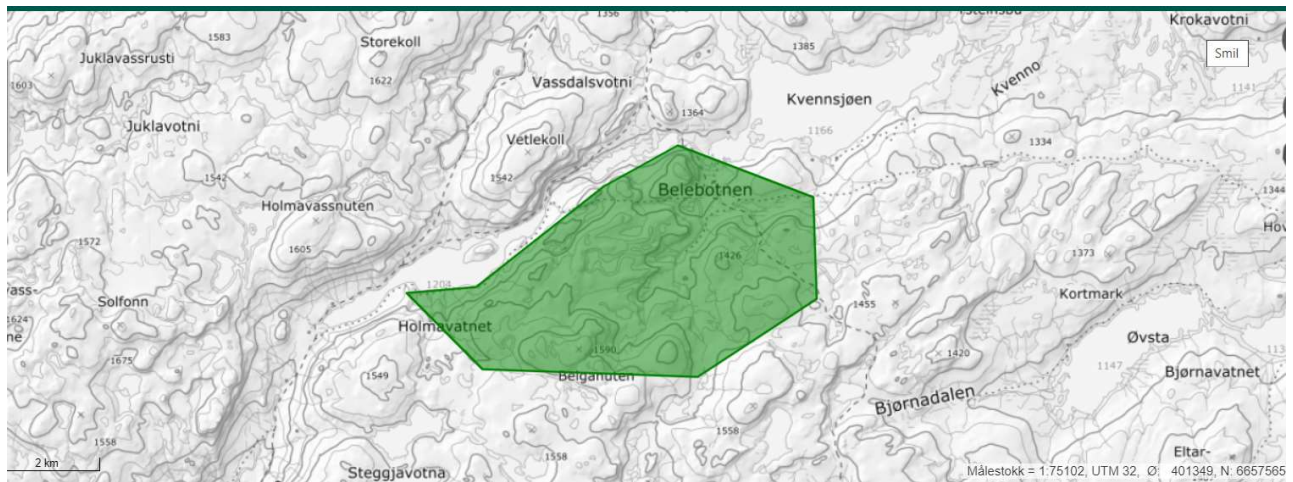 1356
Krokavotni
1583
Storekoll
1385
Smil
Juklavassrusti
1622
Vassdalsvotni
Kvenno
1603
1364
Kvennsjøen
1141
Juklavotni
1166
Vetlekoll
1334
1542
1542
Belebotnen
1344
Holmavassnuten
1605
1572
1426
1373
Hov
1204
Kortmark
Solfonn
1455
1624
Holmavatnet
ne
Øvsta
1675
1590
1420
1147
1549
Belganuten
Bjørnavatnet
Bjørnadalen
1558
1558
1558
Eltar-
2 km
Steggjavotna
Målestokk = 1:75102, UTM 32, Ø: 401349, N: 6657565